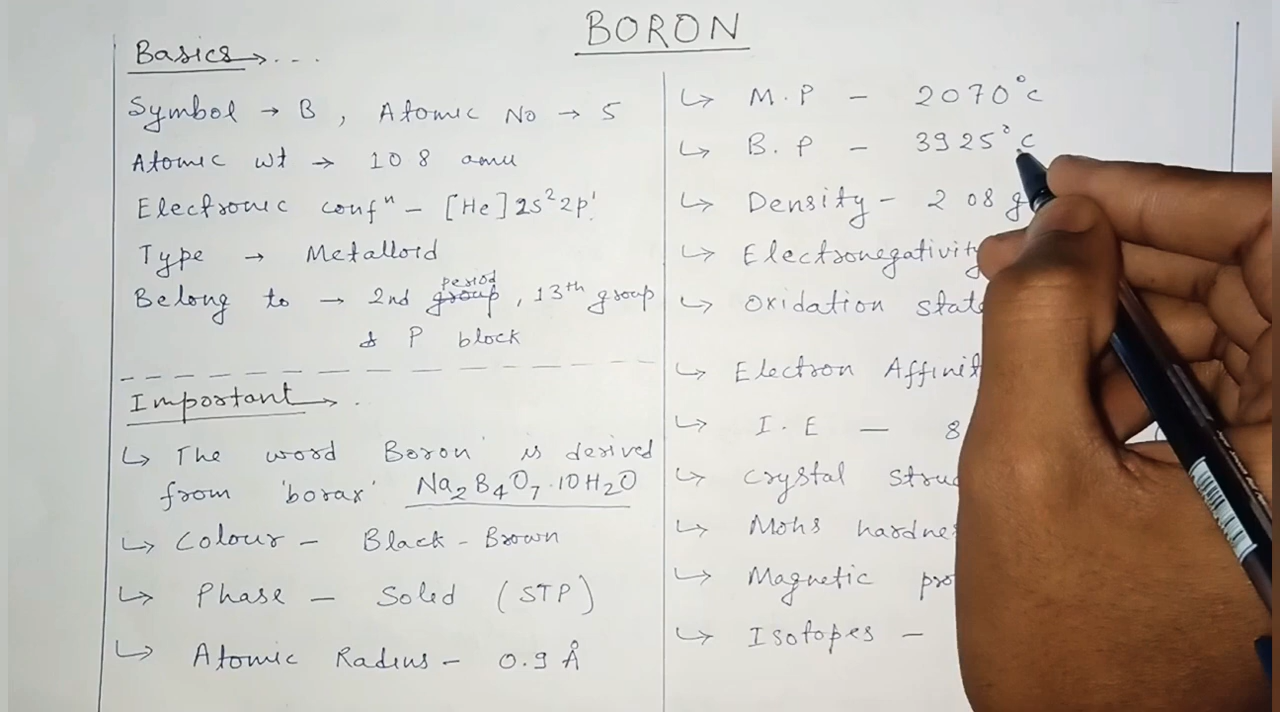 BORON
Basics → ...
Symbol → B , Atomic No → 5
Atomic wt → 10 8 amu
Electronic confⁿ – [He] 2s² 2p¹
Type → Metalloid
Belong to → 2nd group period , 13th group
& P block
Important → .
↳ The word Boron is derived
from 'borax' Na₂B₄O₇.10H₂O
↳ Colour – Black - Brown
↳ Phase – Solid (STP)
↳ Atomic Radius – 0.9 Å
↳ M.P – 2070°c
↳ B.P – 3925°c
↳ Density – 2 08 g
↳ Electronegativity
↳ Oxidation state
↳ Electron Affinit
↳ I.E – 8
↳ Crystal struc
↳ Mohs hardne
↳ Magnetic pro
↳ Isotopes –